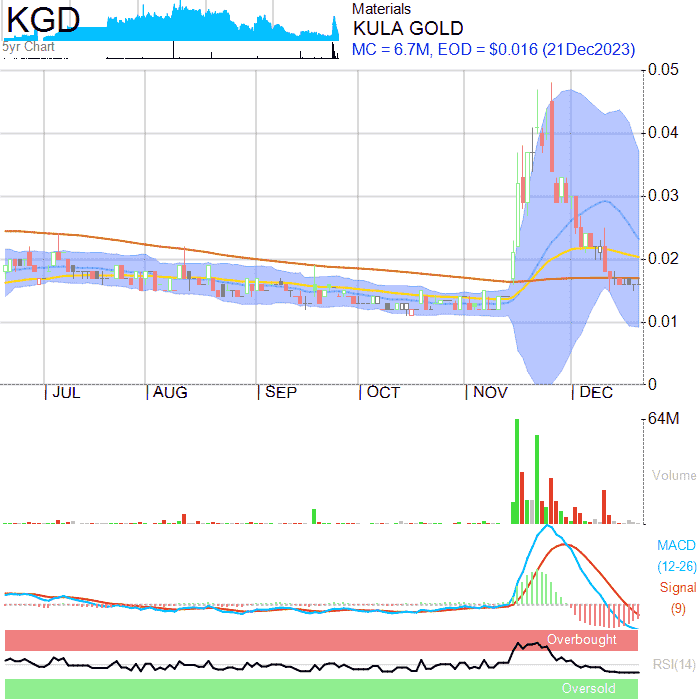 KGD
5yr Chart
Materials
KULA GOLD
MC = 6.7M, EOD = $0.016 (21Dec2023)
0.05
0.04
0.03
0.02
0.01
0
JUL AUG SEP OCT NOV DEC
64M
Volume
MACD
(12-26)
Signal
(9)
Overbought
RSI(14)
Oversold